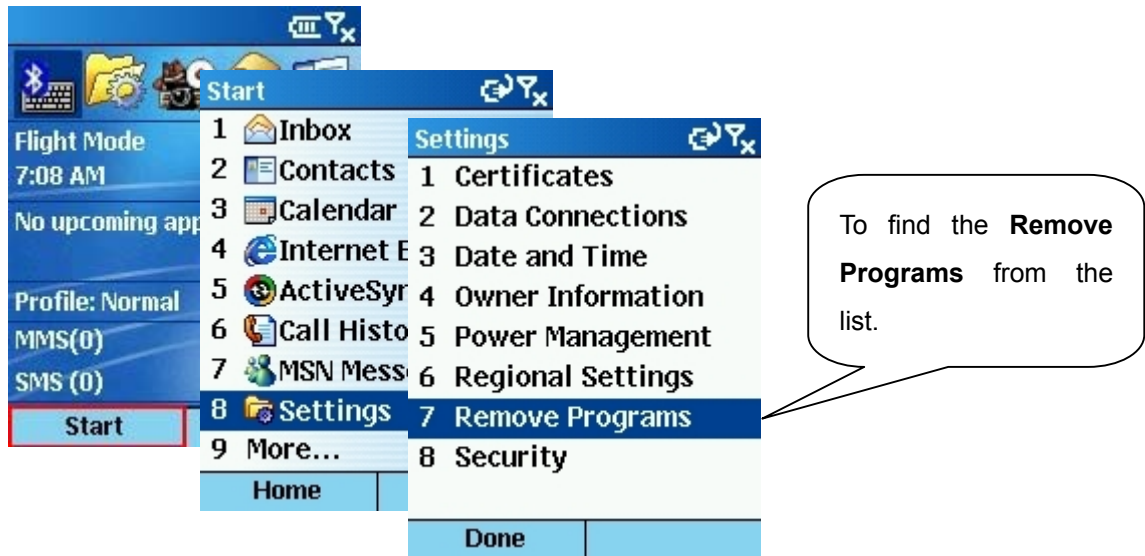 Flight Mode
7:08 AM
No upcoming app
Profile: Normal
MMS(0)
SMS (0)
Start
Start
1 Inbox
2 Contacts
3 Calendar
4 Internet E
5 ActiveSyn
6 Call Histo
7 MSN Mess
8 Settings
9 More...
Home
Settings
1 Certificates
2 Data Connections
3 Date and Time
4 Owner Information
5 Power Management
6 Regional Settings
7 Remove Programs
8 Security
Done
To find the Remove
Programs from the
list.